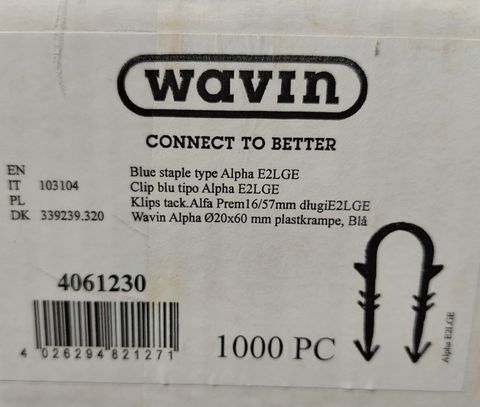 wavin
CONNECT TO BETTER
EN Blue staple type Alpha E2LGE
IT 103104 Clip blu tipo Alpha E2LGE
PL Klips tack.Alfa Prem16/57mm długiE2LGE
DK 339239.320 Wavin Alpha Ø20x60 mm plastkrampe, Blå
4061230
4 026294 821271
1000 PC
Alpha E2LGE